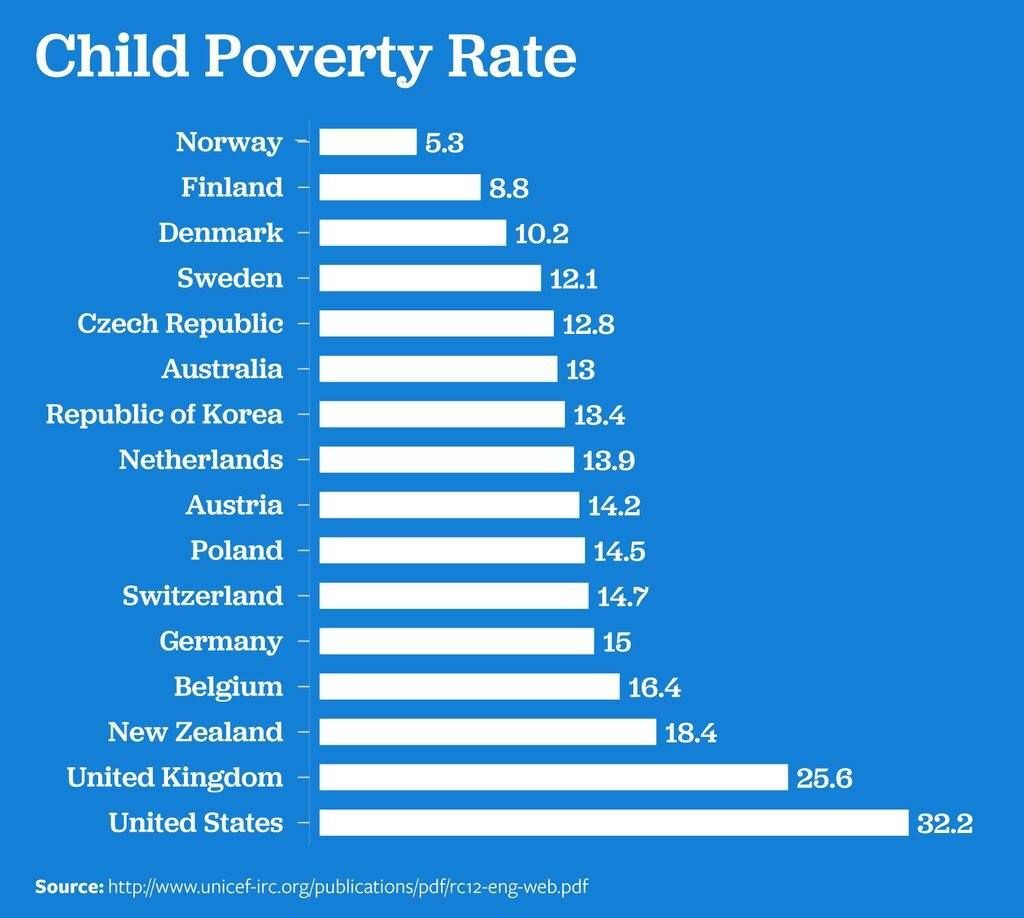 Child Poverty Rate
Norway 5.3
Finland 8.8
Denmark 10.2
Sweden 12.1
Czech Republic 12.8
Australia 13
Republic of Korea 13.4
Netherlands 13.9
Austria 14.2
Poland 14.5
Switzerland 14.7
Germany 15
Belgium 16.4
New Zealand 18.4
United Kingdom 25.6
United States 32.2
Source: http://www.unicef-irc.org/publications/pdf/rc12-eng-web.pdf